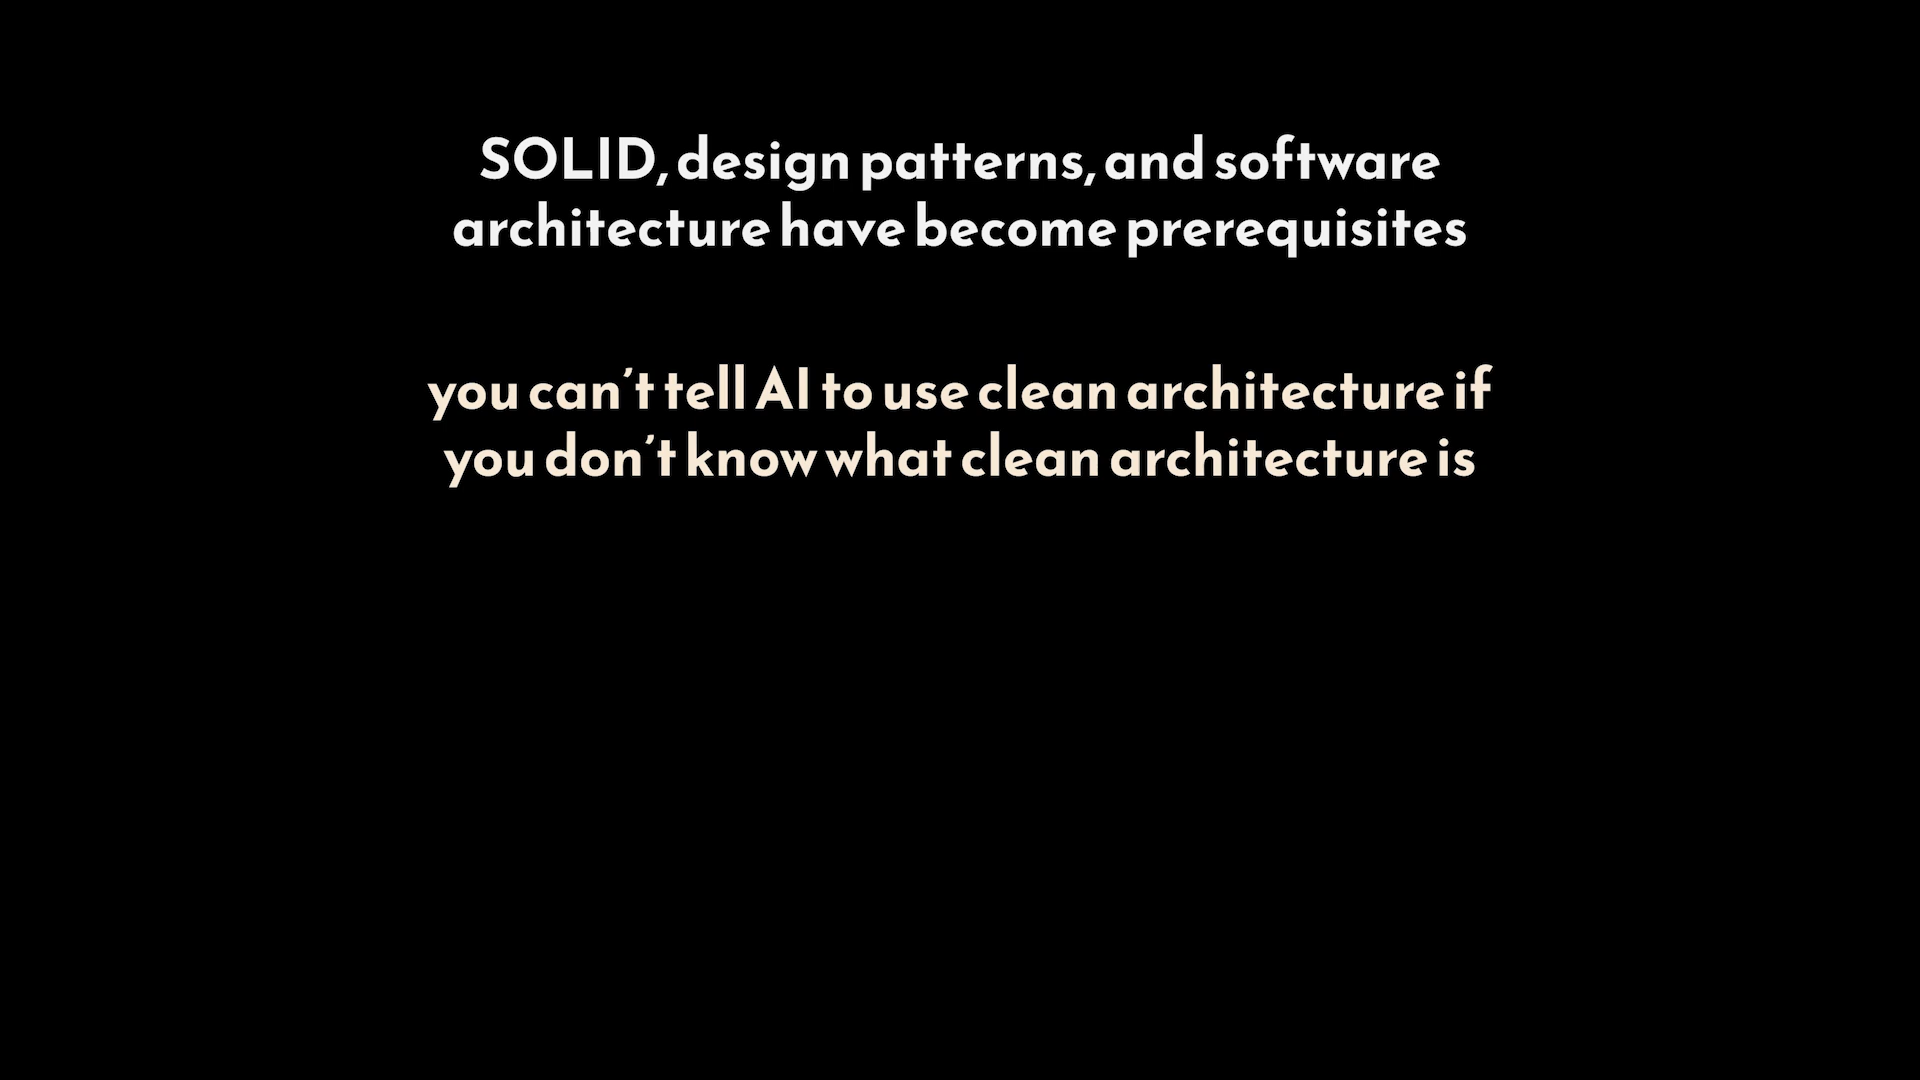 SOLID, design patterns, and software
architecture have become prerequisites
you can’t tell AI to use clean architecture if
you don’t know what clean architecture is